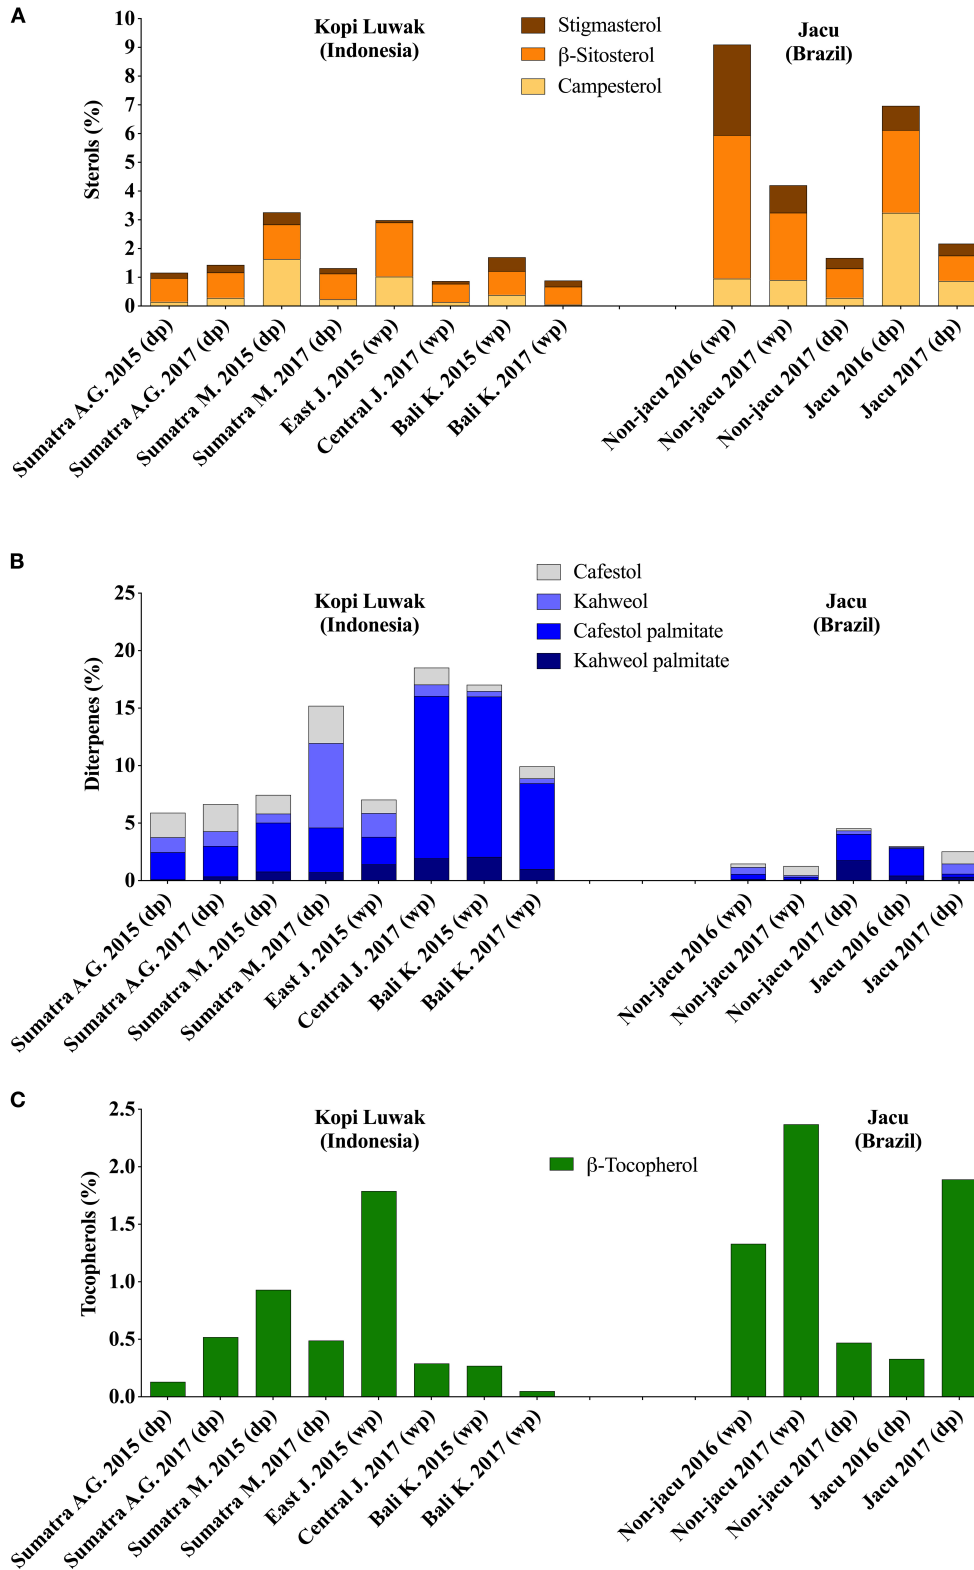 A
Kopi Luwak
(Indonesia)
Stigmasterol
β-Sitosterol
Campesterol
Jacu
(Brazil)
Sterols (%)
10
9
8
7
6
5
4
3
2
1
0
Sumatra A.G. 2015 (dp)
Sumatra A.G. 2017 (dp)
Sumatra M. 2015 (dp)
Sumatra M. 2017 (dp)
East J. 2015 (wp)
Central J. 2017 (wp)
Bali K. 2015 (wp)
Bali K. 2017 (wp)
Non-jacu 2016 (wp)
Non-jacu 2017 (wp)
Non-jacu 2017 (dp)
Jacu 2016 (dp)
Jacu 2017 (dp)
B
Kopi Luwak
(Indonesia)
Cafestol
Kahweol
Cafestol palmitate
Kahweol palmitate
Jacu
(Brazil)
Diterpenes (%)
25
20
15
10
5
0
Sumatra A.G. 2015 (dp)
Sumatra A.G. 2017 (dp)
Sumatra M. 2015 (dp)
Sumatra M. 2017 (dp)
East J. 2015 (wp)
Central J. 2017 (wp)
Bali K. 2015 (wp)
Bali K. 2017 (wp)
Non-jacu 2016 (wp)
Non-jacu 2017 (wp)
Non-jacu 2017 (dp)
Jacu 2016 (dp)
Jacu 2017 (dp)
C
Kopi Luwak
(Indonesia)
β-Tocopherol
Jacu
(Brazil)
Tocopherols (%)
2.5
2.0
1.5
1.0
0.5
0.0
Sumatra A.G. 2015 (dp)
Sumatra A.G. 2017 (dp)
Sumatra M. 2015 (dp)
Sumatra M. 2017 (dp)
East J. 2015 (wp)
Central J. 2017 (wp)
Bali K. 2015 (wp)
Bali K. 2017 (wp)
Non-jacu 2016 (wp)
Non-jacu 2017 (wp)
Non-jacu 2017 (dp)
Jacu 2016 (dp)
Jacu 2017 (dp)